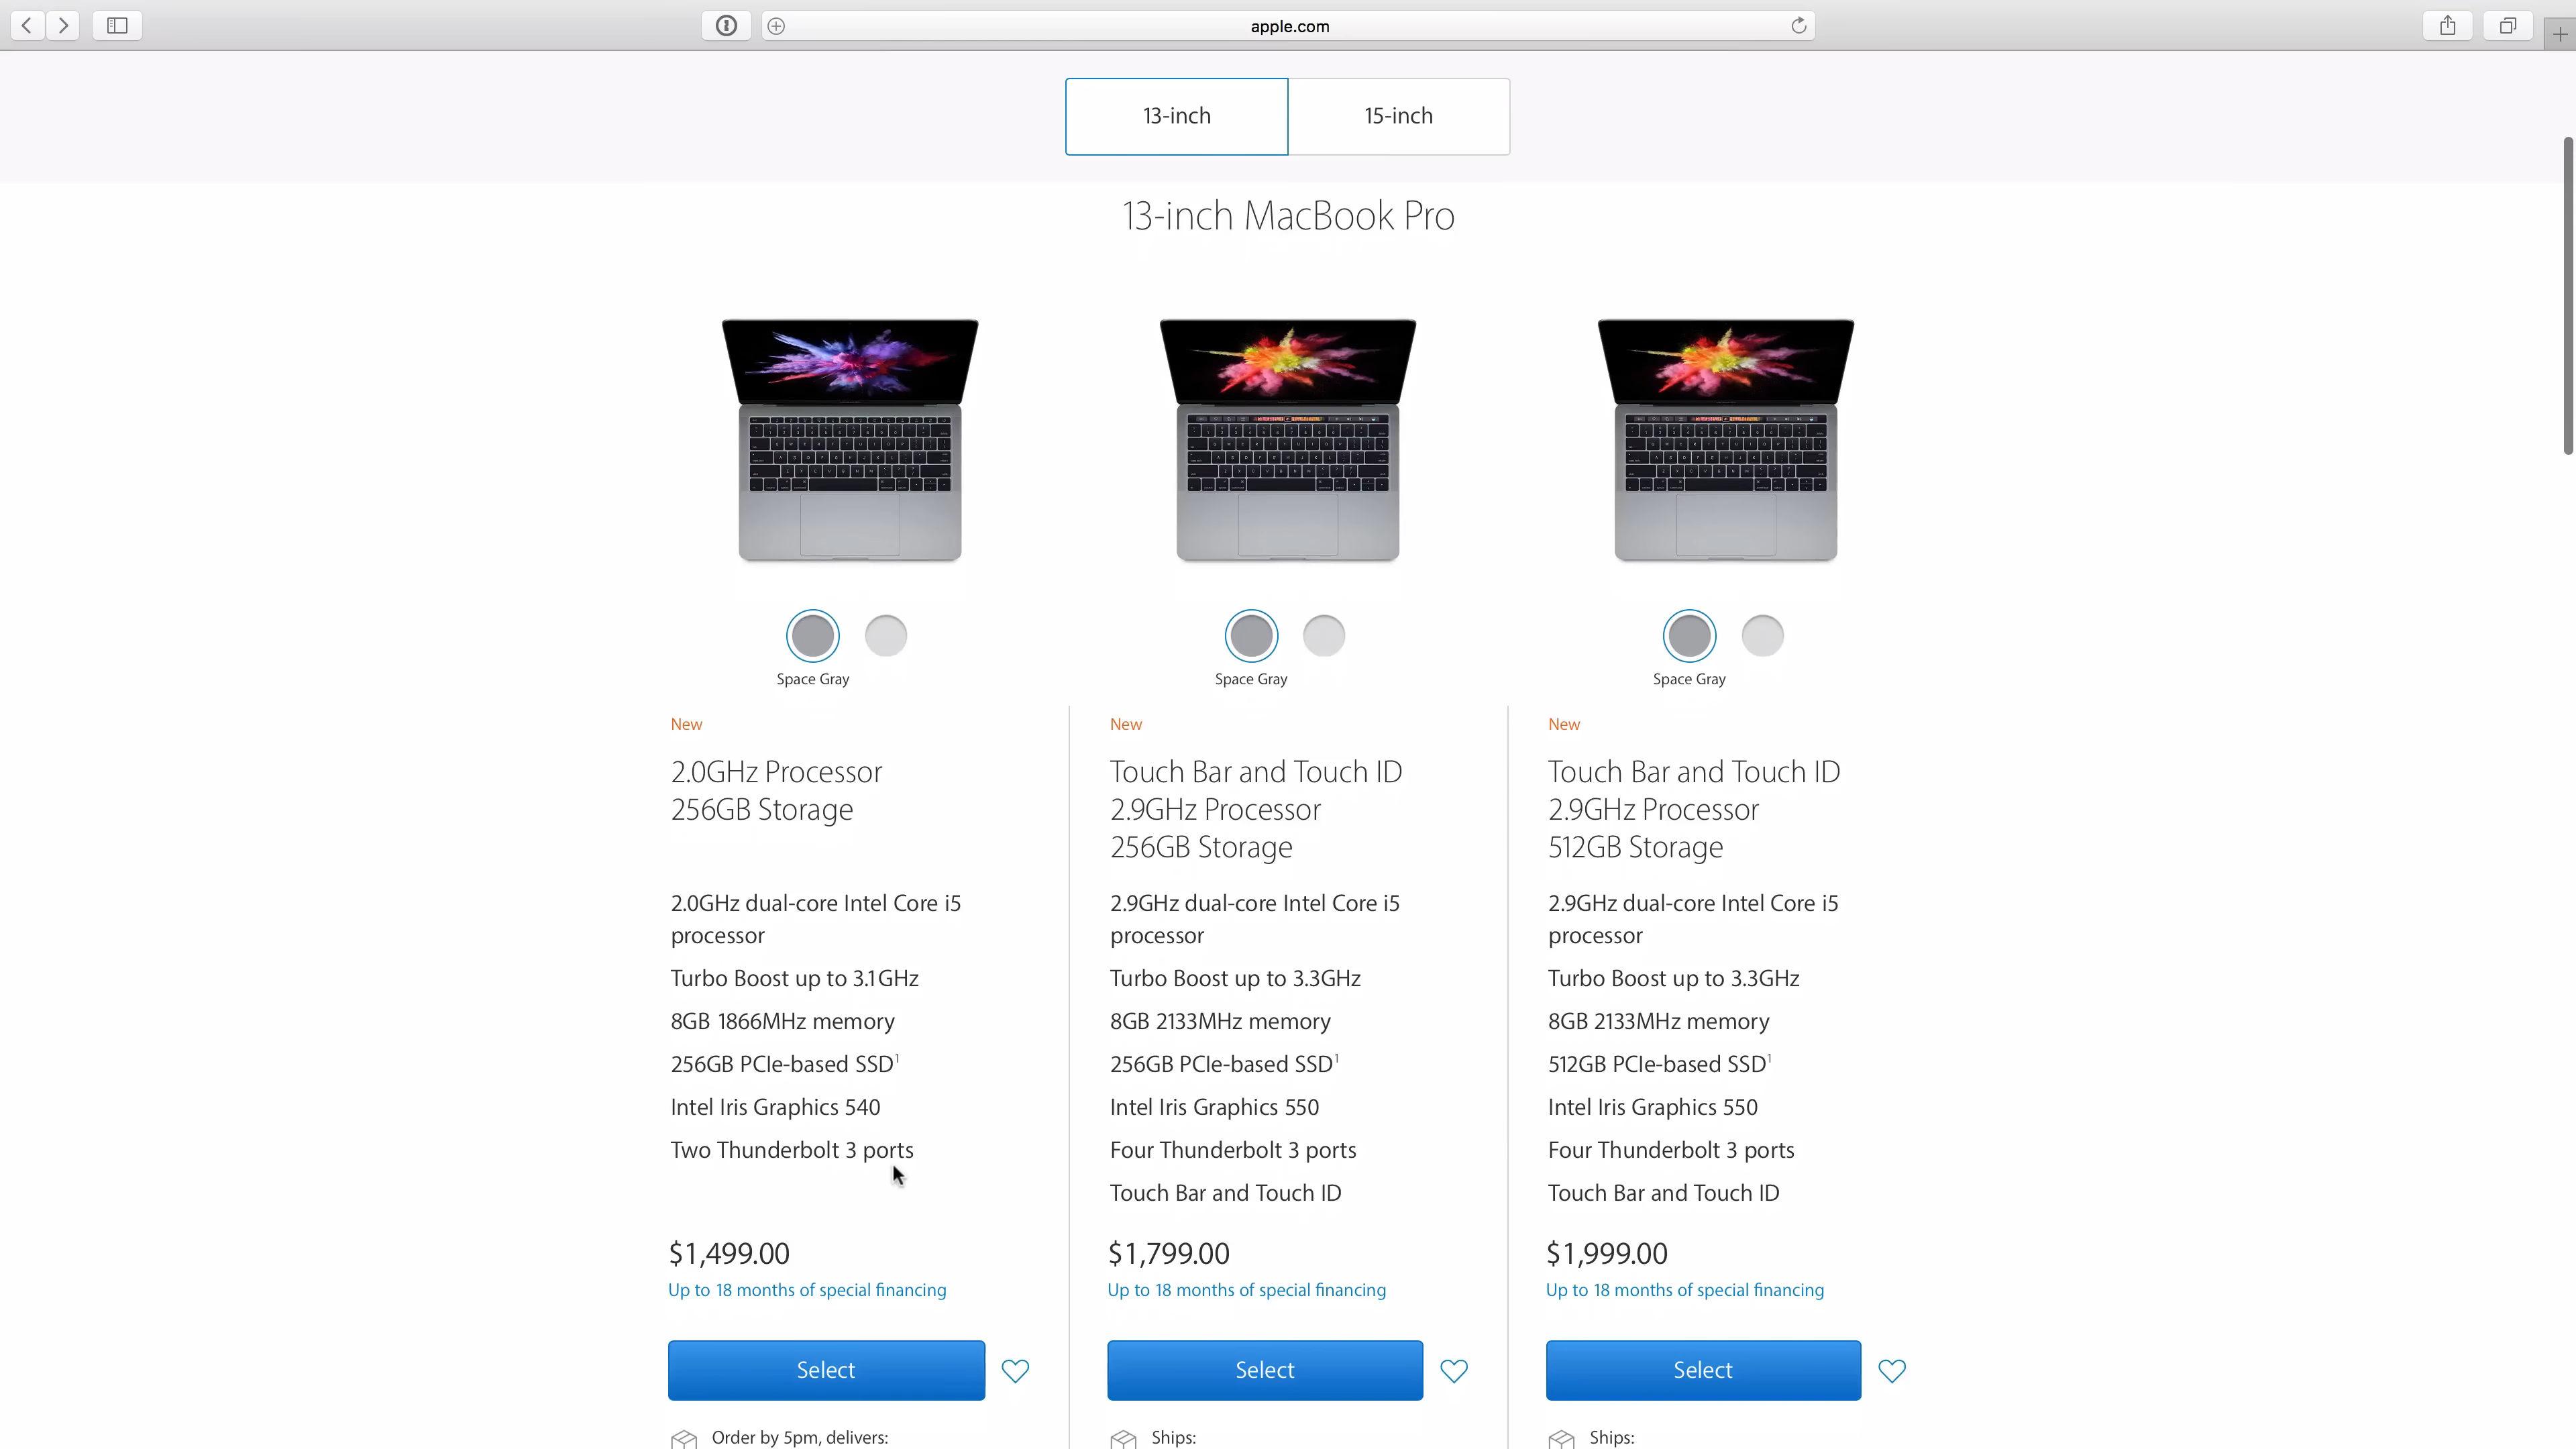 apple.com
13-inch
15-inch
13-inch MacBook Pro
Space Gray
Space Gray
Space Gray
New
2.0GHz Processor
256GB Storage
2.0GHz dual-core Intel Core i5
processor
Turbo Boost up to 3.1GHz
8GB 1866MHz memory
256GB PCIe-based SSD1
Intel Iris Graphics 540
Two Thunderbolt 3 ports
$1,499.00
Up to 18 months of special financing
Select
Order by 5pm, delivers:
New
Touch Bar and Touch ID
2.9GHz Processor
256GB Storage
2.9GHz dual-core Intel Core i5
processor
Turbo Boost up to 3.3GHz
8GB 2133MHz memory
256GB PCIe-based SSD1
Intel Iris Graphics 550
Four Thunderbolt 3 ports
Touch Bar and Touch ID
$1,799.00
Up to 18 months of special financing
Select
Ships:
New
Touch Bar and Touch ID
2.9GHz Processor
512GB Storage
2.9GHz dual-core Intel Core i5
processor
Turbo Boost up to 3.3GHz
8GB 2133MHz memory
512GB PCIe-based SSD1
Intel Iris Graphics 550
Four Thunderbolt 3 ports
Touch Bar and Touch ID
$1,999.00
Up to 18 months of special financing
Select
Ships: